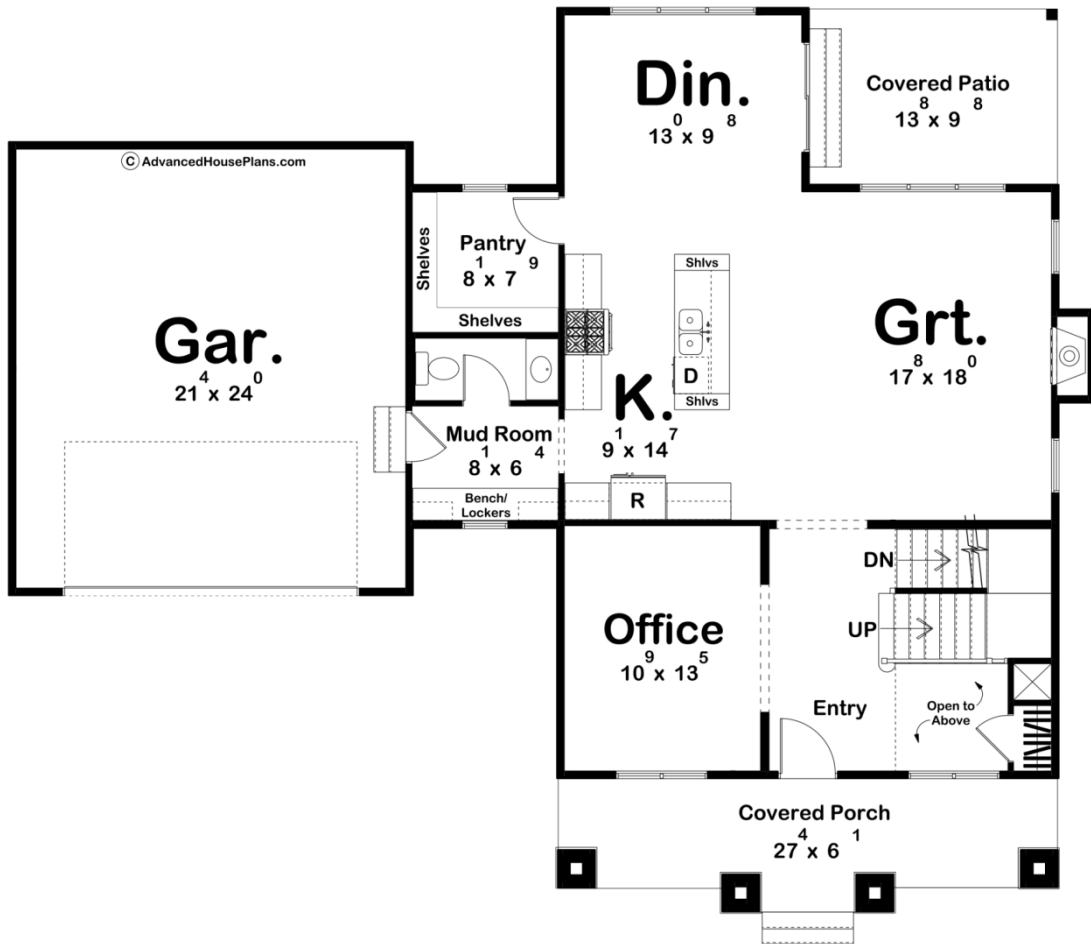 Din.
13⁰ x 9⁸
Covered Patio
13⁸ x 9⁸
© AdvancedHousePlans.com
Shelves
Pantry
8¹ x 7⁹
Shelves
Shlvs
Gar.
21⁴ x 24⁰
Grt.
17⁸ x 18⁰
D
K.
9¹ x 14⁷
Shlvs
Mud Room
8¹ x 6⁴
Bench/
Lockers
R
DN
UP
Office
10⁹ x 13⁵
Entry
Open to
Above
Covered Porch
27⁴ x 6¹